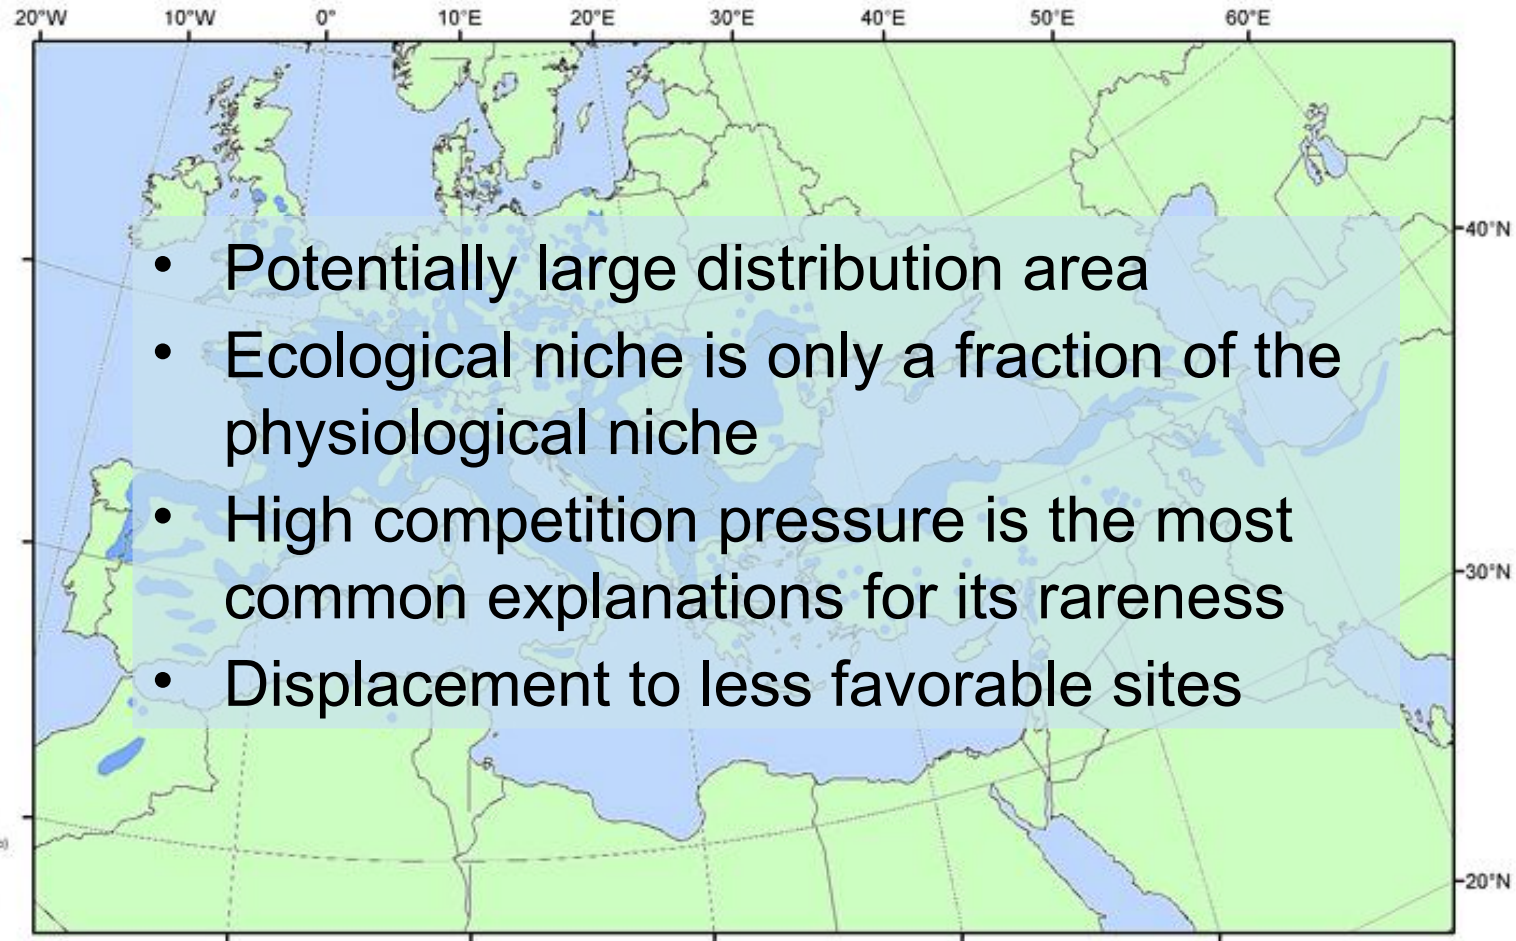 20°W 10°W 0° 10°E 20°E 30°E 40°E 50°E 60°E
40°N
• Potentially large distribution area
• Ecological niche is only a fraction of the
physiological niche
• High competition pressure is the most
30°N
common explanations for its rareness
• Displacement to less favorable sites
20°N